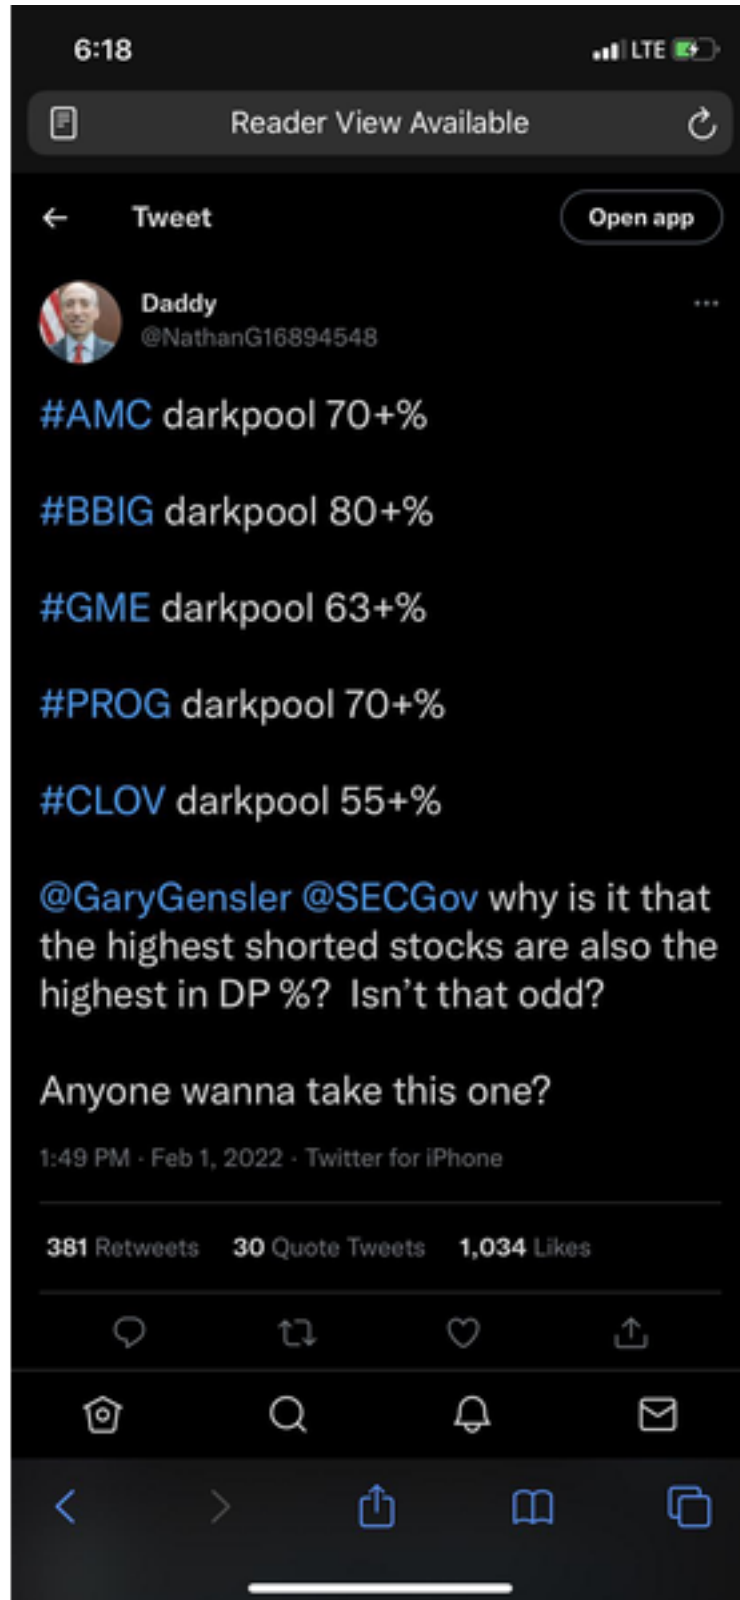 6:18
LTE
Reader View Available
Tweet
Open app
Daddy
@NathanG16894548
#AMC darkpool 70+%
#BBIG darkpool 80+%
#GME darkpool 63+%
#PROG darkpool 70+%
#CLOV darkpool 55+%
@GaryGensler @SECGov why is it that
the highest shorted stocks are also the
highest in DP %?  Isn’t that odd?
Anyone wanna take this one?
1:49 PM · Feb 1, 2022 · Twitter for iPhone
381 Retweets 30 Quote Tweets 1,034 Likes